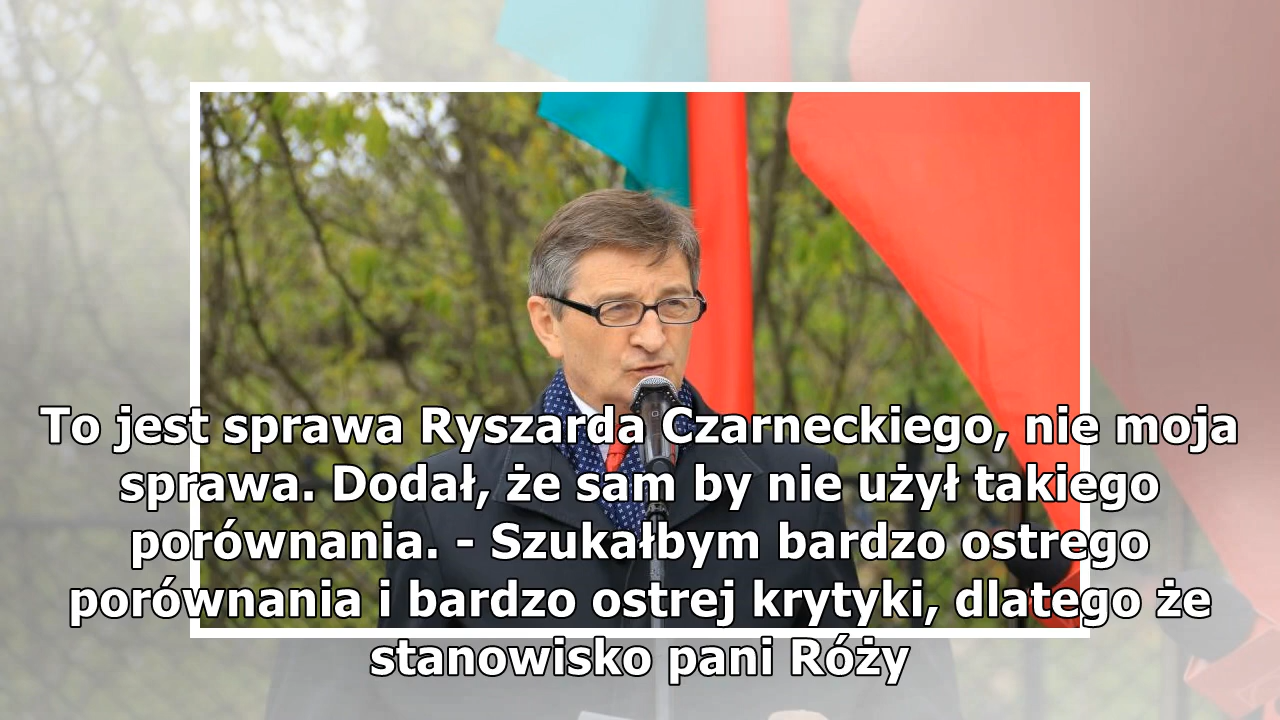 To jest sprawa Ryszarda Czarneckiego, nie moja
sprawa. Dodał, że sam by nie użył takiego
porównania. - Szukałbym bardzo ostrego
porównania i bardzo ostrej krytyki, dlatego że
stanowisko pani Róży